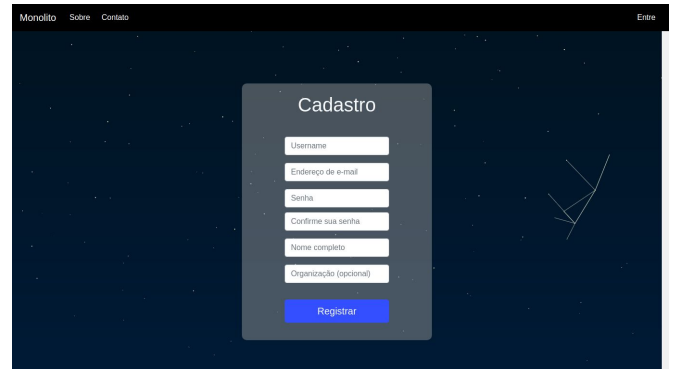 Monolito Sobre Contato Entre
Cadastro
Username
Endereço de e-mail
Senha
Confirme sua senha
Nome completo
Organização (opcional)
Registrar